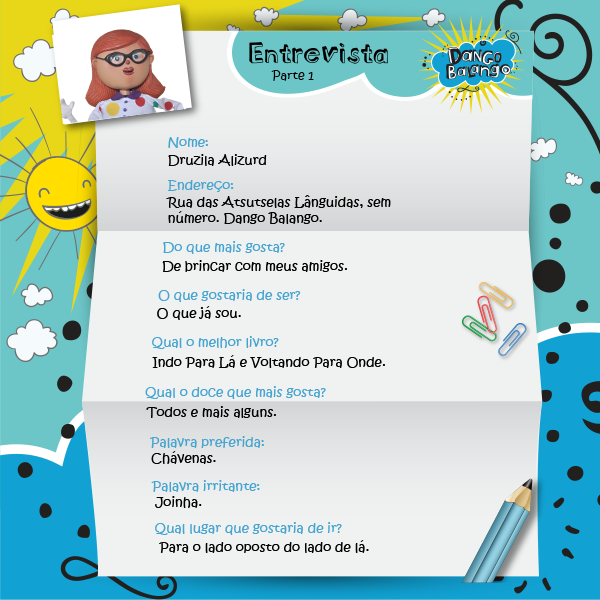 Entrevista
Parte 1
Dango
Balango
Nome:
Druzila Alizurd
Endereço:
Rua das Atsutselas Lânguidas, sem
número. Dango Balango.
Do que mais gosta?
De brincar com meus amigos.
O que gostaria de ser?
O que já sou.
Qual o melhor livro?
Indo Para Lá e Voltando Para Onde.
Qual o doce que mais gosta?
Todos e mais alguns.
Palavra preferida:
Chávenas.
Palavra irritante:
Joinha.
Qual lugar que gostaria de ir?
Para o lado oposto do lado de lá.